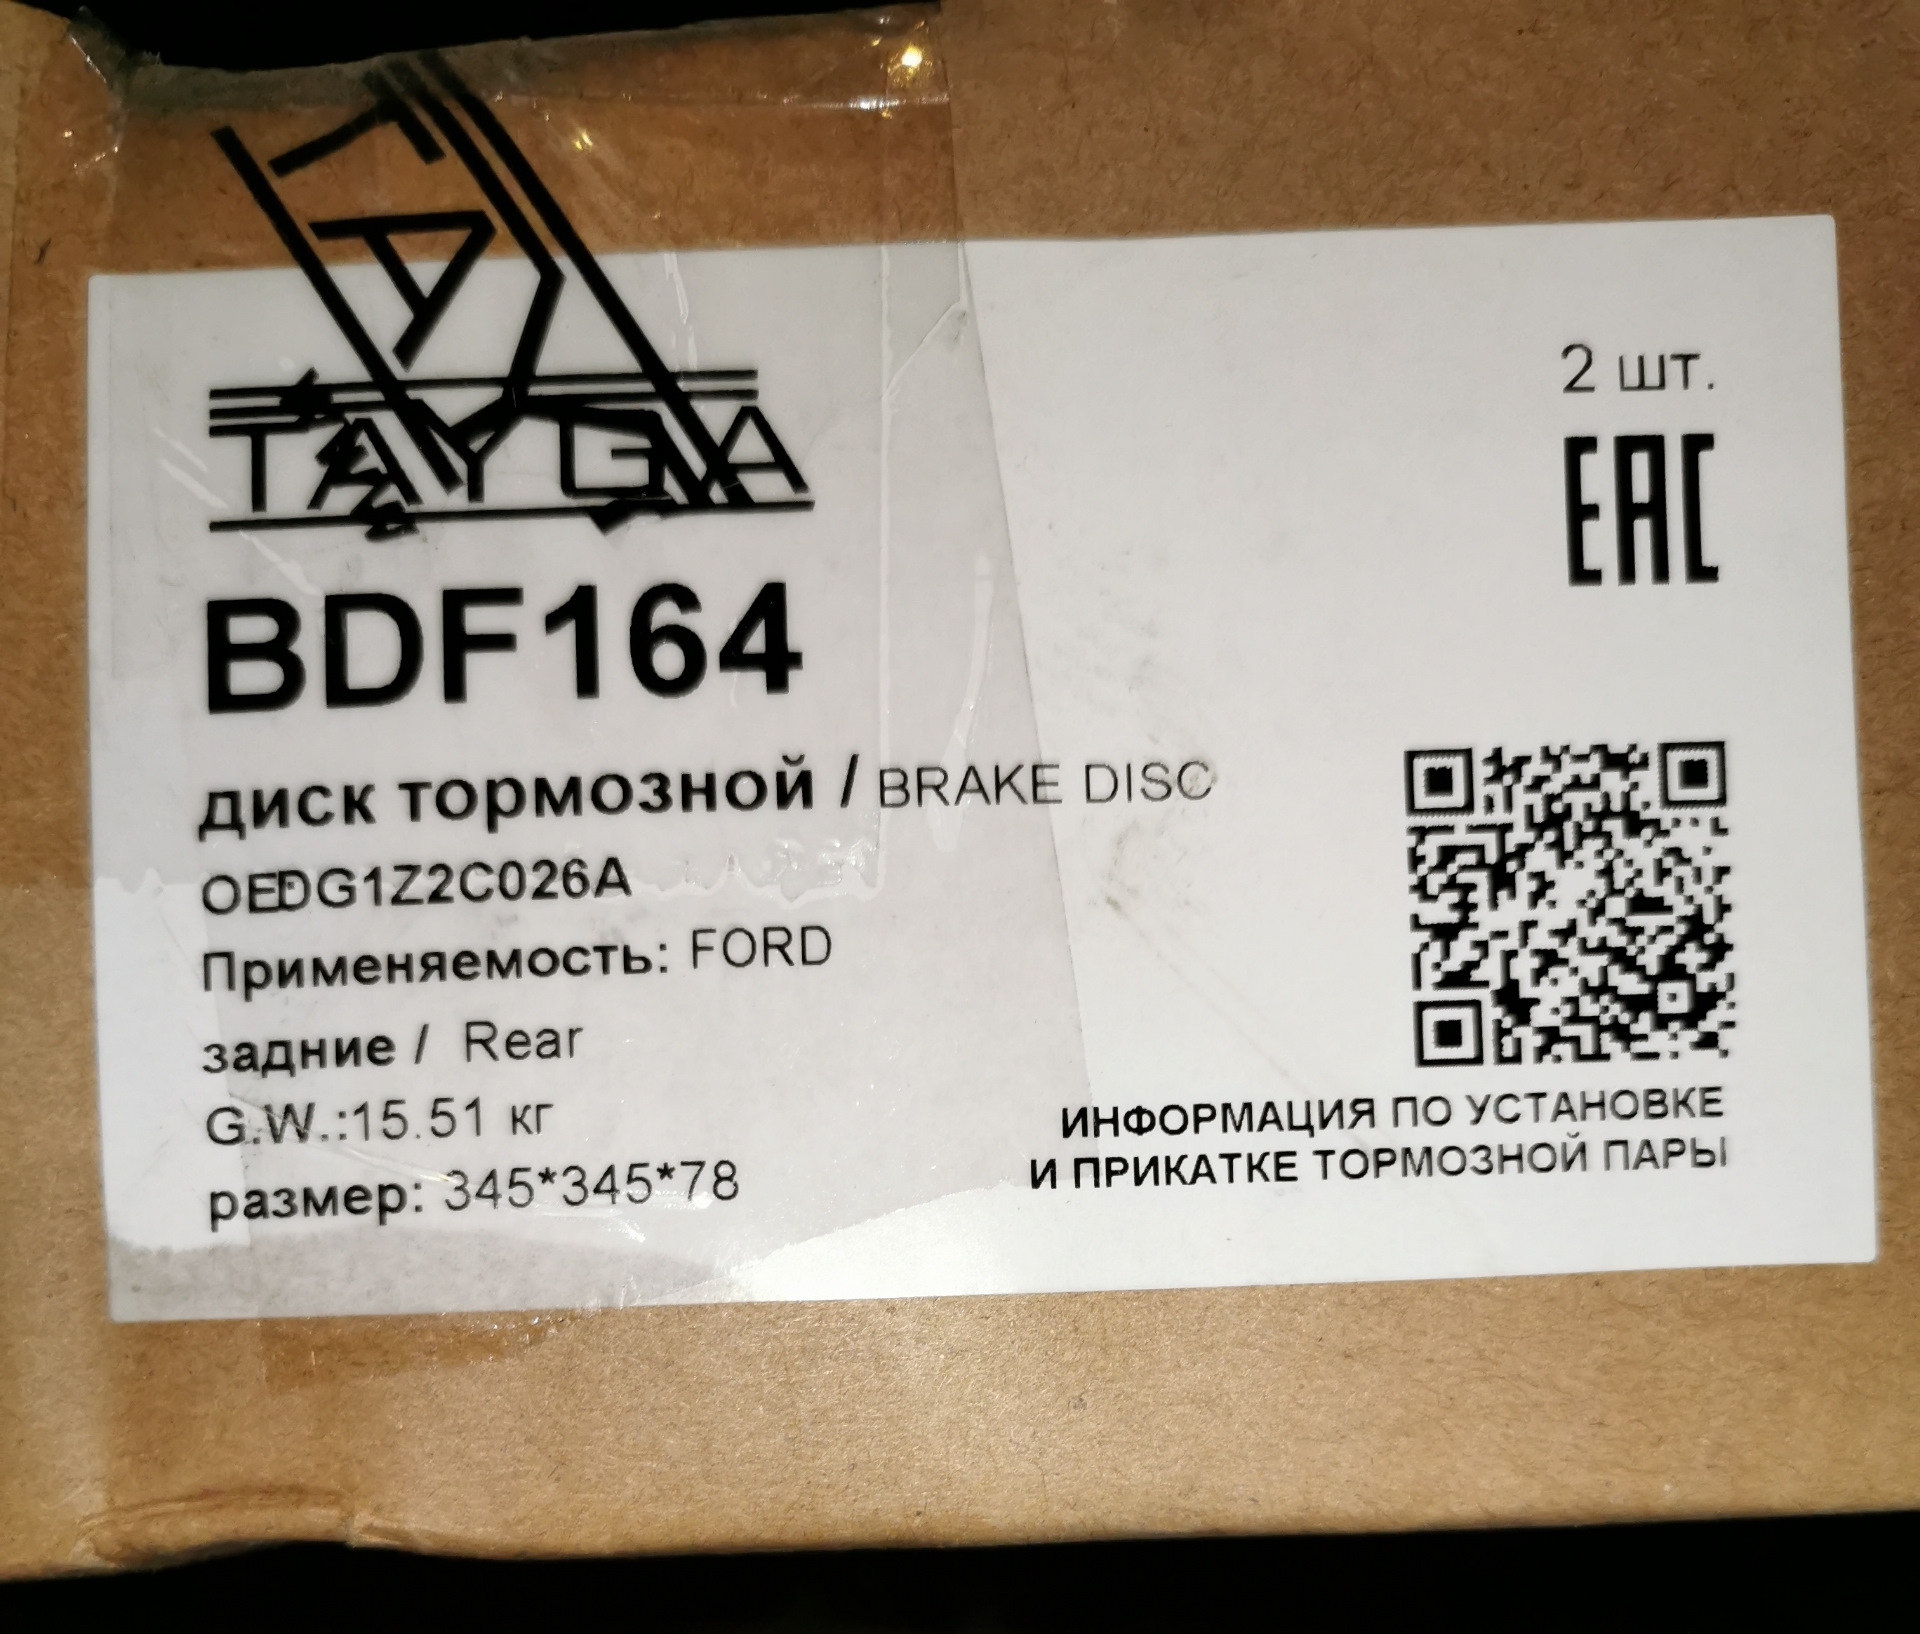 TAYGA
2 шт.
EAC
BDF164
диск тормозной / BRAKE DISC
OEDG1Z2C026A
Применяемость: FORD
задние / Rear
G.W.:15.51 кг
размер: 345*345*78
ИНФОРМАЦИЯ ПО УСТАНОВКЕ
И ПРИКАТКЕ ТОРМОЗНОЙ ПАРЫ